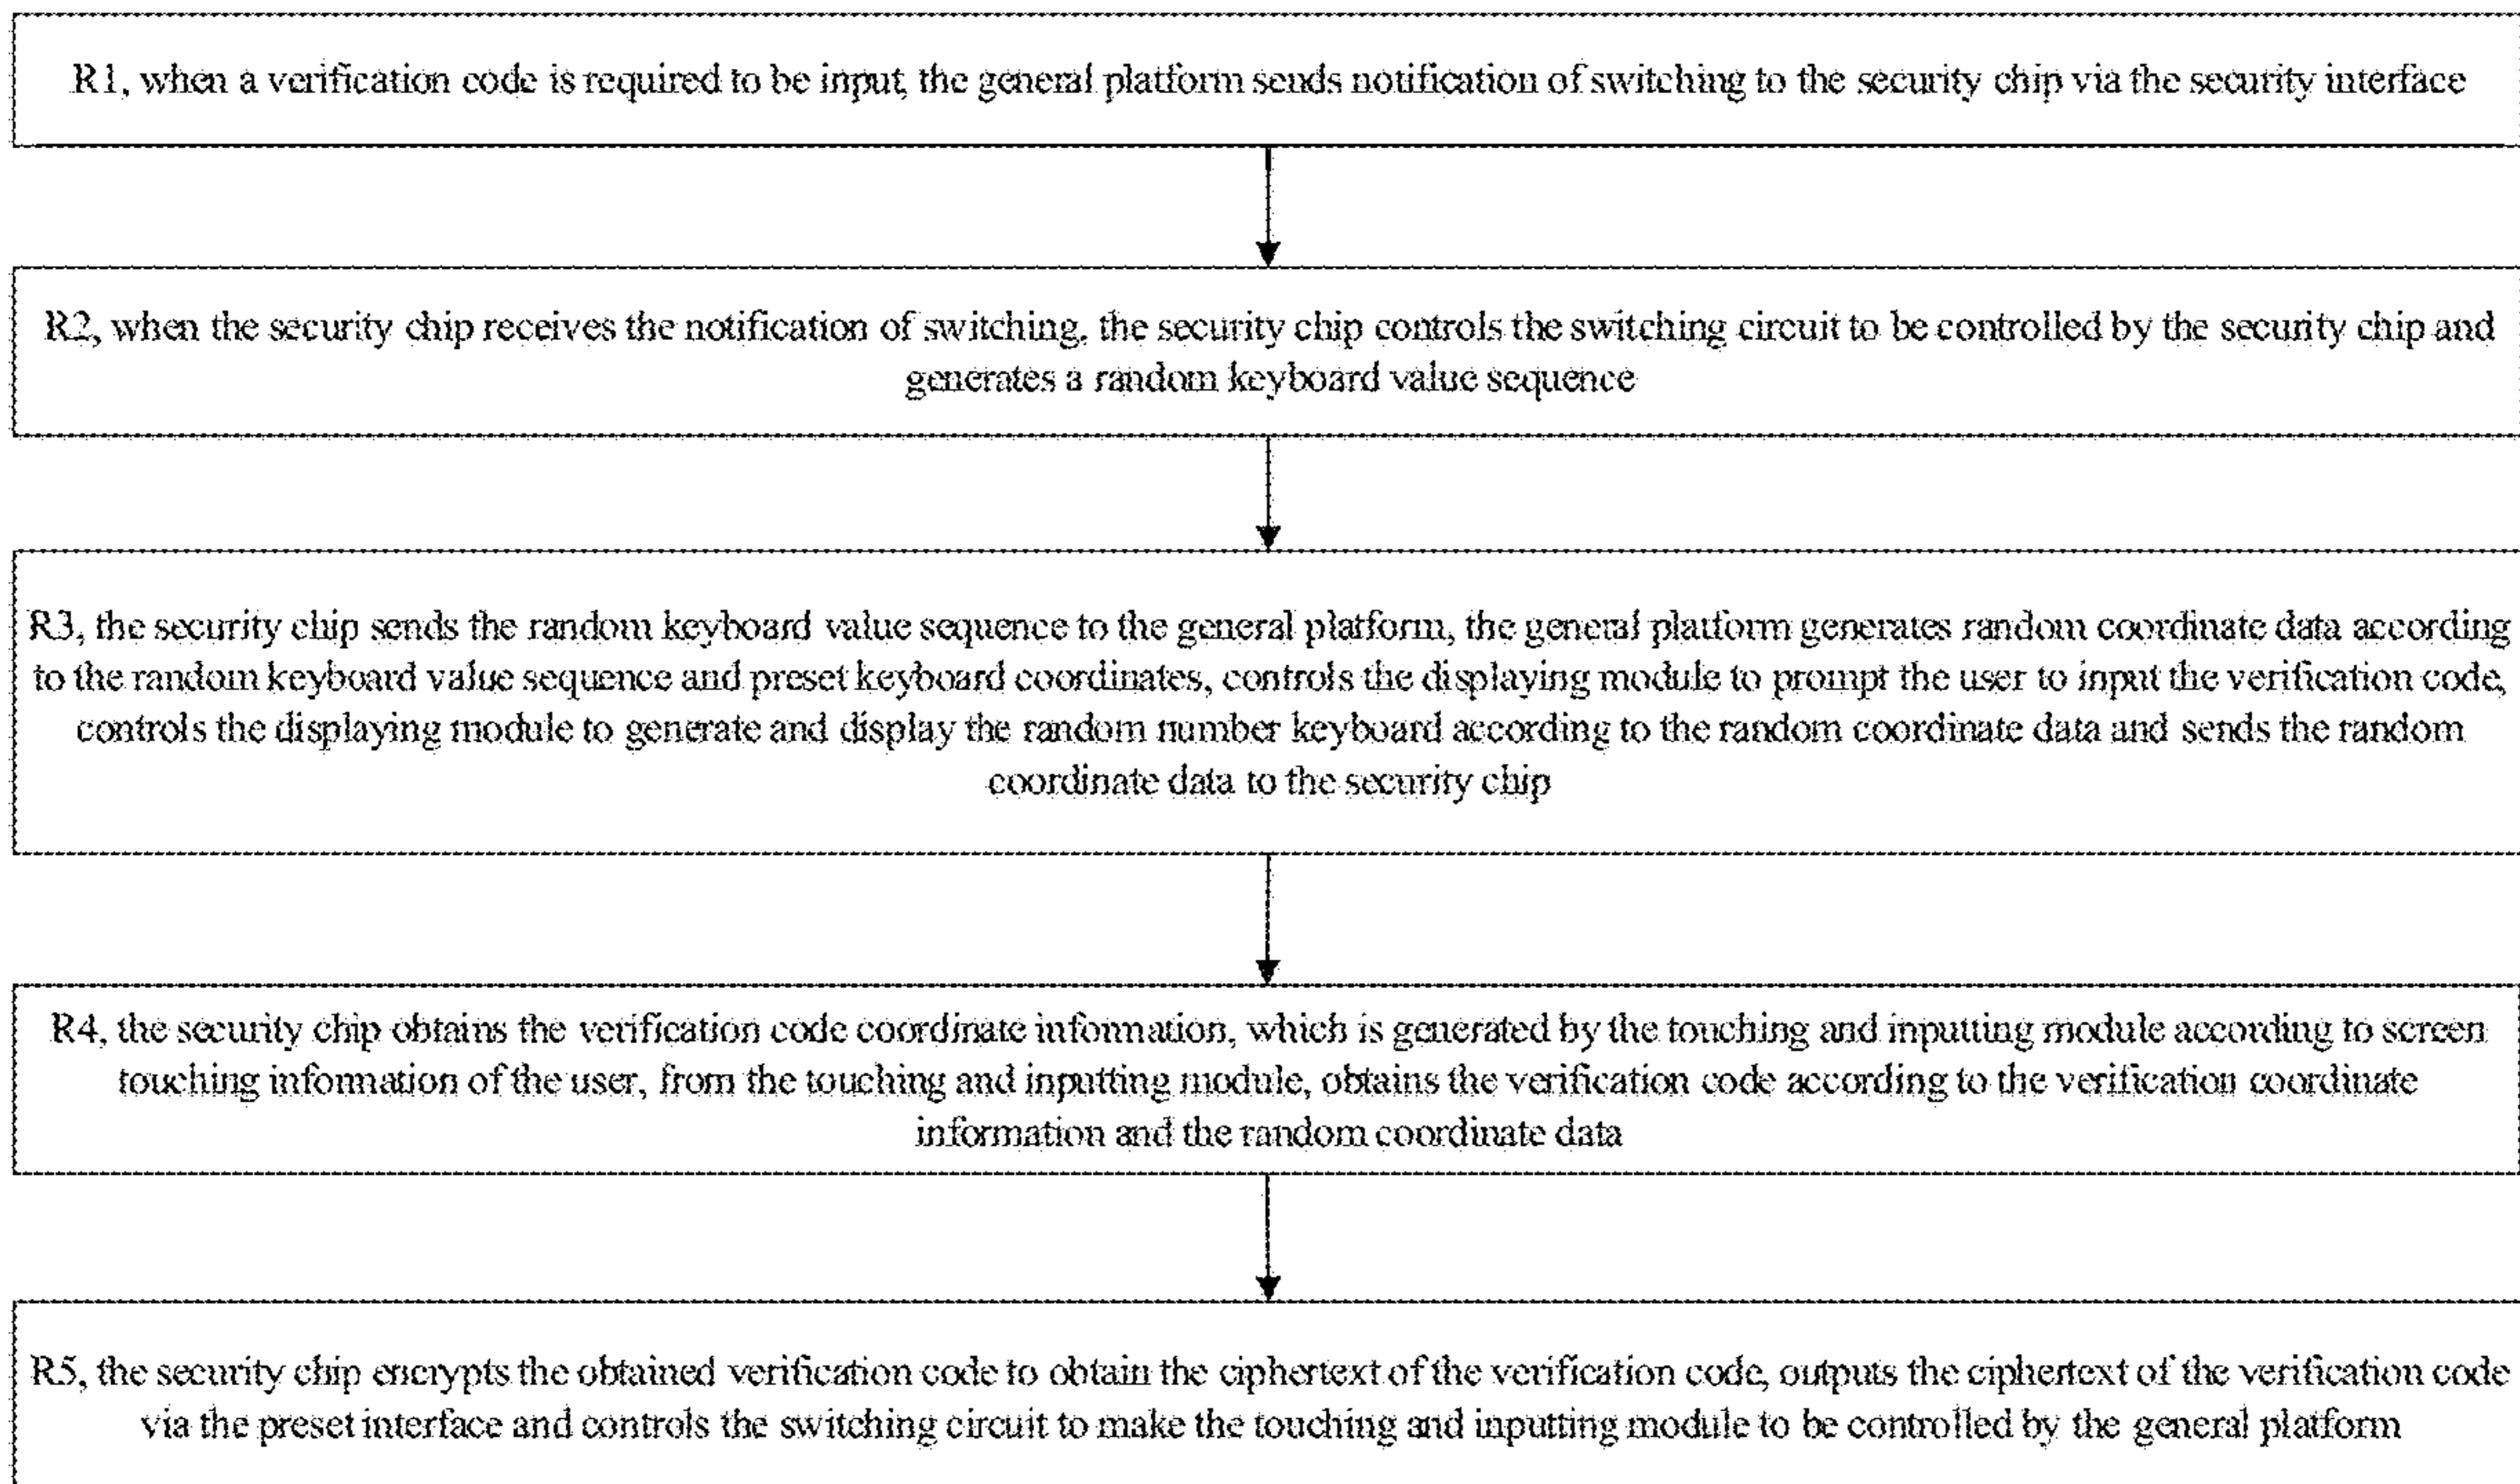 R1, when a verification code is required to be input, the general platform sends notification of switching to the security chip via the security interface
R2, when the security chip receives the notification of switching, the security chip controls the switching circuit to be controlled by the security chip and
generates a random keyboard value sequence
R3, the security chip sends the random keyboard value sequence to the general platform, the general platform generates random coordinate data according
to the random keyboard value sequence and preset keyboard coordinates, controls the displaying module to prompt the user to input the verification code,
controls the displaying module to generate and display the random number keyboard according to the random coordinate data and sends the random
coordinate data to the security chip
R4, the security chip obtains the verification code coordinate information, which is generated by the touching and inputting module according to screen
touching information of the user, from the touching and inputting module, obtains the verification code according to the verification coordinate
information and the random coordinate data
R5, the security chip encrypts the obtained verification code to obtain the ciphertext of the verification code, outputs the ciphertext of the verification code
via the preset interface and controls the switching circuit to make the touching and inputting module to be controlled by the general platform